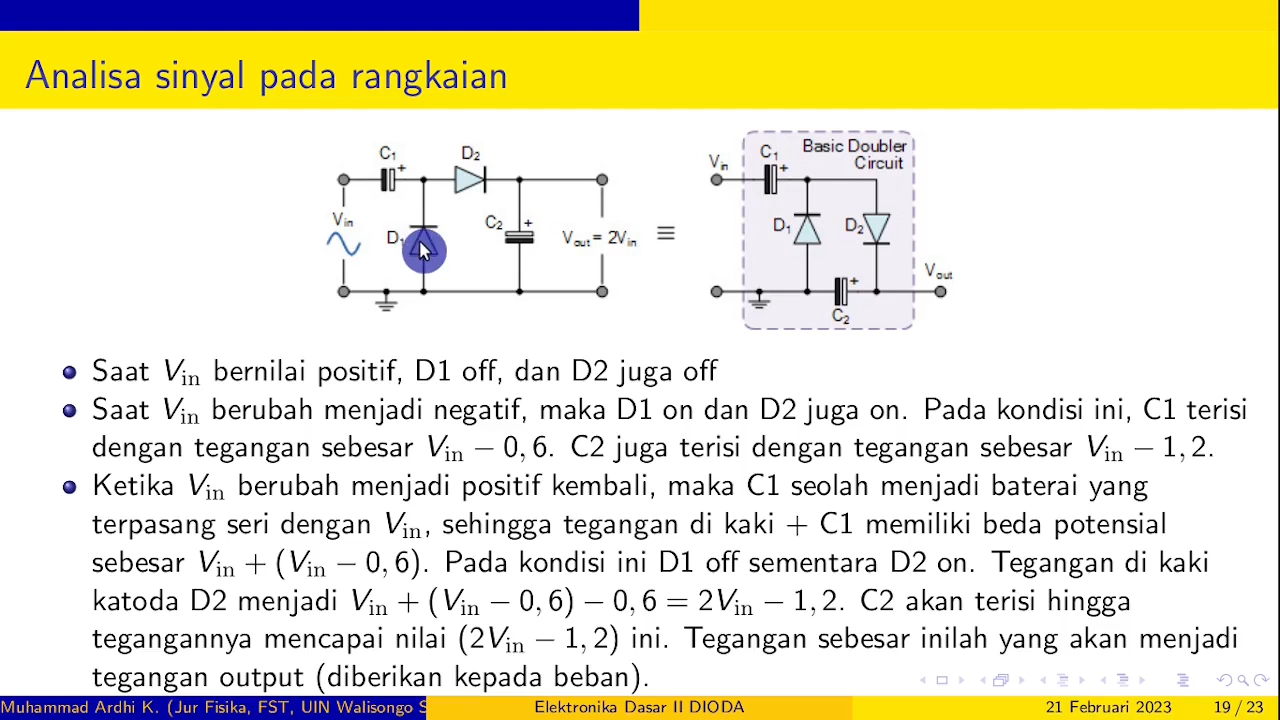 Analisa sinyal pada rangkaian
C1 + D2
Vin D1 C2 + Vout = 2Vin ≡
Basic Doubler
Circuit
Vin C1 +
D1 D2
Vout
C2 +
Saat Vin bernilai positif, D1 off, dan D2 juga off
Saat Vin berubah menjadi negatif, maka D1 on dan D2 juga on. Pada kondisi ini, C1 terisi
dengan tegangan sebesar Vin − 0, 6. C2 juga terisi dengan tegangan sebesar Vin − 1, 2.
Ketika Vin berubah menjadi positif kembali, maka C1 seolah menjadi baterai yang
terpasang seri dengan Vin, sehingga tegangan di kaki + C1 memiliki beda potensial
sebesar Vin + (Vin − 0, 6). Pada kondisi ini D1 off sementara D2 on. Tegangan di kaki
katoda D2 menjadi Vin + (Vin − 0, 6) − 0, 6 = 2Vin − 1, 2. C2 akan terisi hingga
tegangannya mencapai nilai (2Vin − 1, 2) ini. Tegangan sebesar inilah yang akan menjadi
tegangan output (diberikan kepada beban).
Muhammad Ardhi K. (Jur Fisika, FST, UIN Walisongo S
Elektronika Dasar II DIODA
21 Februari 2023 19 / 23